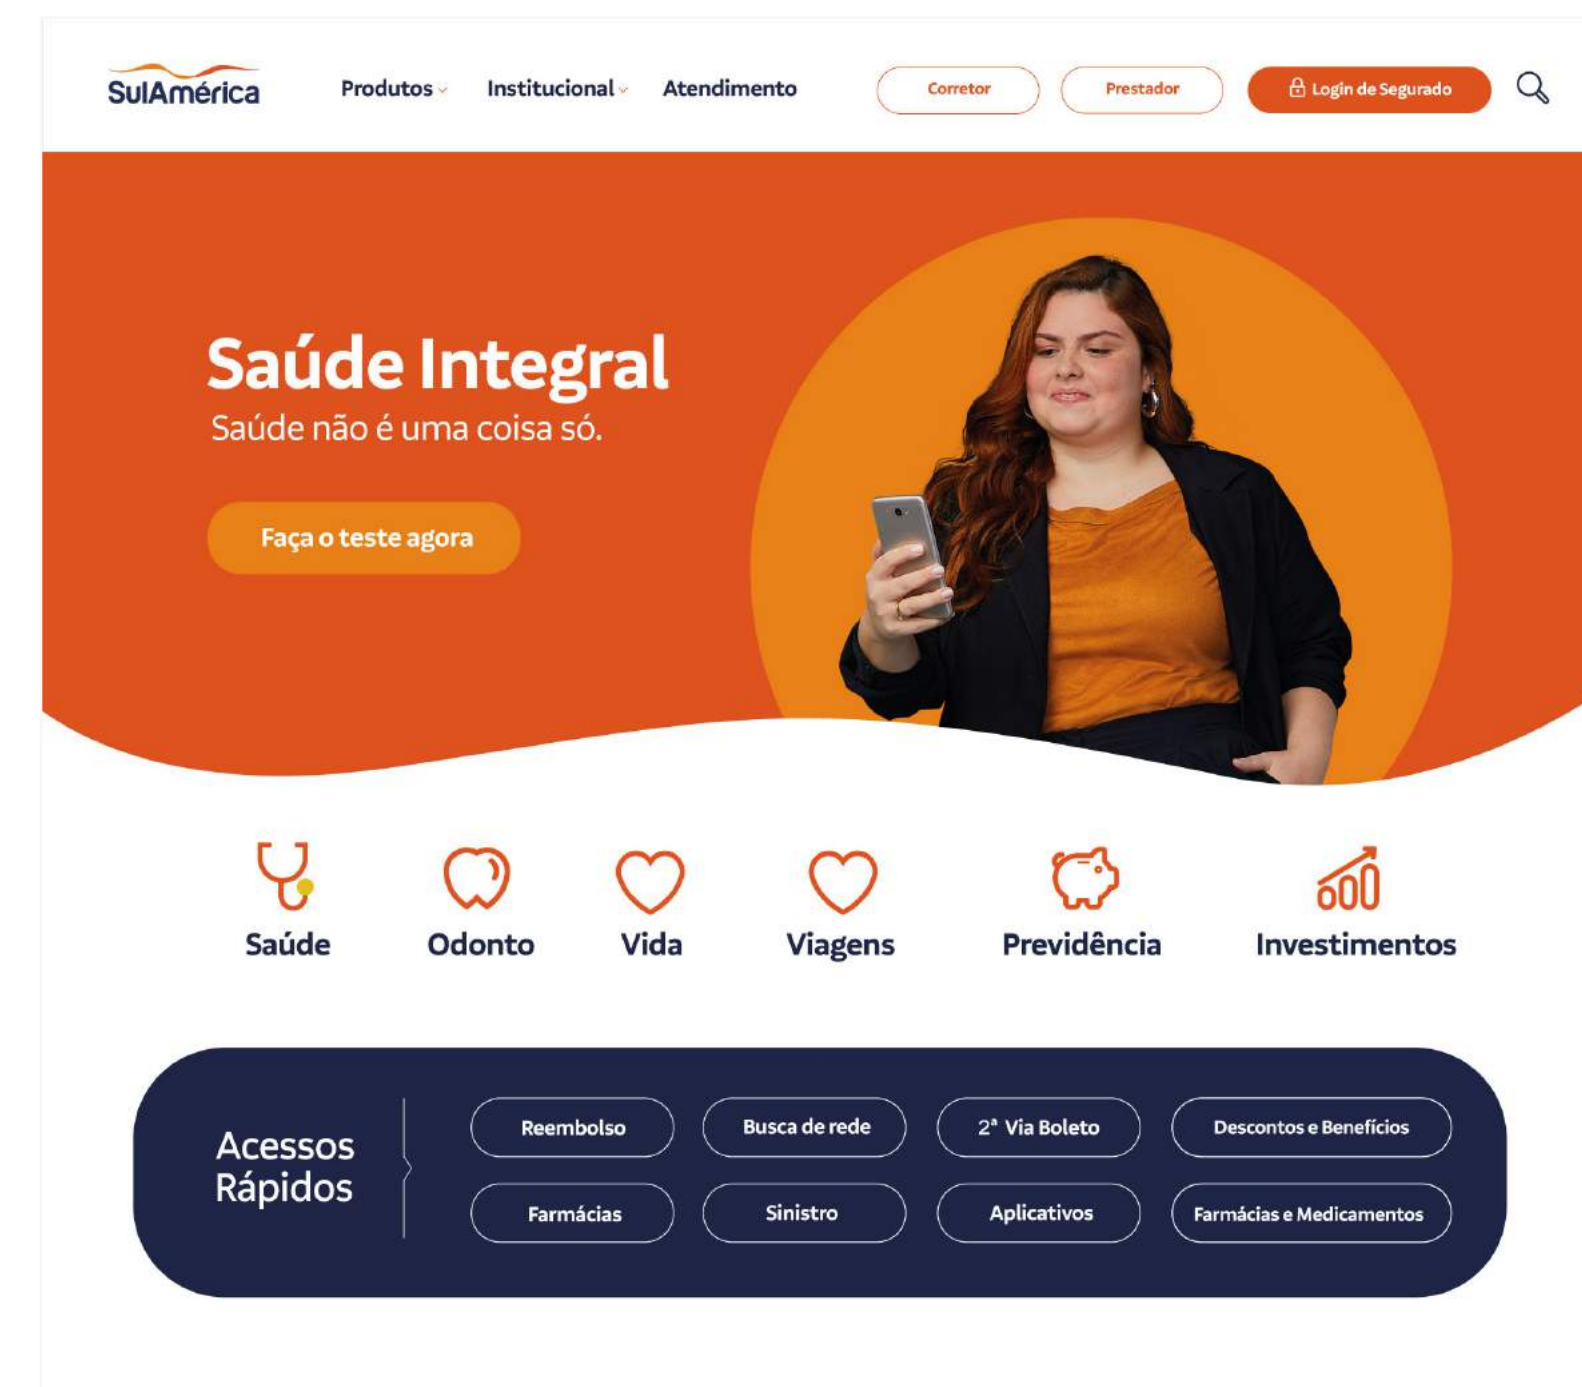 SulAmérica
Produtos
Institucional
Atendimento
Corretor
Prestador
Login de Segurado
Saúde Integral
Saúde não é uma coisa só.
Faça o teste agora
Saúde
Odonto
Vida
Viagens
Previdência
Investimentos
Acessos
Rápidos
Reembolso
Busca de rede
2ª Via Boleto
Descontos e Benefícios
Farmácias
Sinistro
Aplicativos
Farmácias e Medicamentos